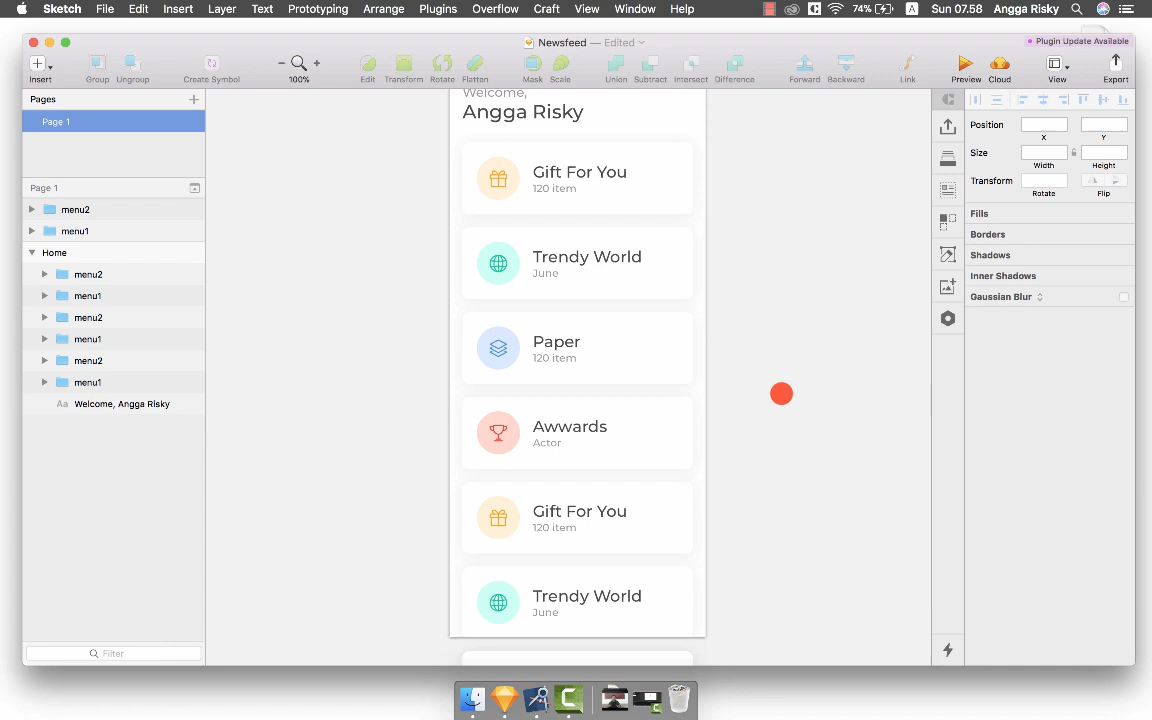 Sketch File Edit Insert Layer Text Prototyping Arrange Plugins Overflow Craft View Window Help 74% A Sun 07.58 Angga Risky
Newsfeed — Edited
Plugin Update Available
Insert Group Ungroup Create Symbol 100% Edit Transform Rotate Flatten Mask Scale Union Subtract Intersect Difference Forward Backward Link Preview Cloud View Export
Pages
Page 1
Page 1
menu2
menu1
Home
menu2
menu1
menu2
menu1
menu2
menu1
Aa Welcome, Angga Risky
Filter
Welcome,
Angga Risky
Gift For You
120 item
Trendy World
June
Paper
120 item
Awwards
Actor
Gift For You
120 item
Trendy World
June
Position
X Y
Size
Width Height
Transform
Rotate Flip
Fills
Borders
Shadows
Inner Shadows
Gaussian Blur